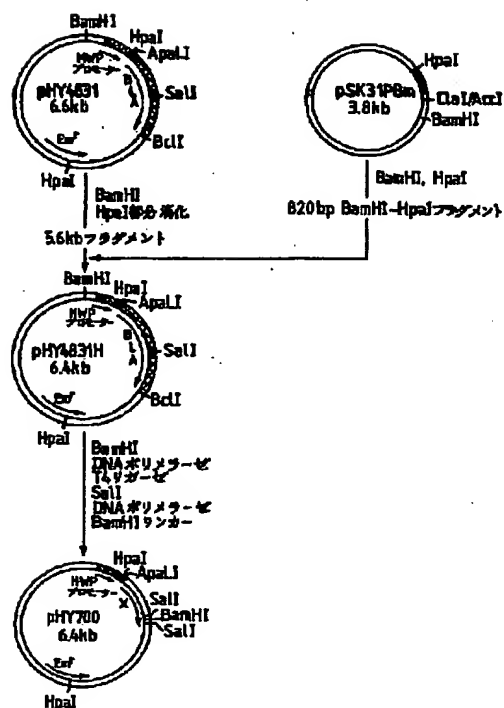 BamHI
HpaI
ApaLI
MWP
プロモーター
BLA
pHY4831
6.6kb
SalI
BclI
Emʳ
HpaI
HpaI
pSK31PBm
3.8kb
ClaI/AccI
BamHI
BamHI
HpaI部分消化
5.6kbフラグメント
BamHI, HpaI
820bp BamHI-HpaIフラグメント
BamHI
HpaI
ApaLI
MWP
プロモーター
BLA
pHY4831H
6.4kb
SalI
BclI
Emʳ
HpaI
BamHI
DNAポリメラーゼ
T4リガーゼ
SalI
DNAポリメラーゼ
BamHIリンカー
HpaI
ApaLI
MWP
プロモーター
X
SalI
BamHI
SalI
pHY700
6.4kb
Emʳ
HpaI